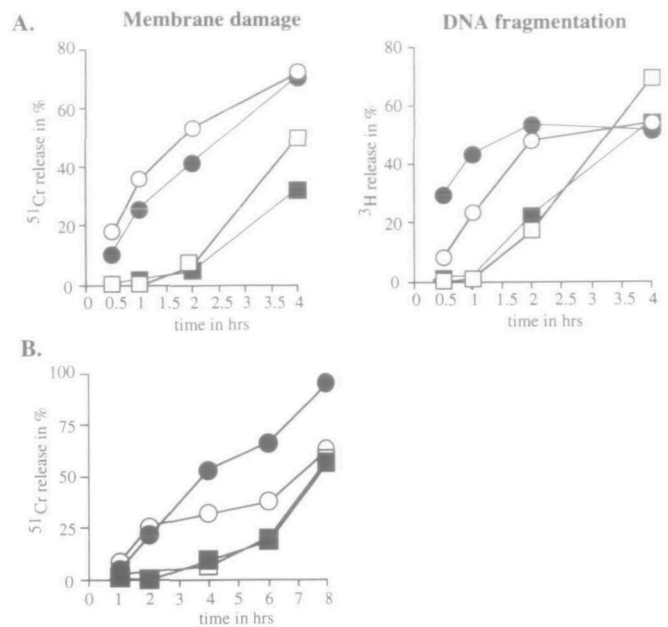 A.
Membrane damage
DNA fragmentation
80
60
40
20
0
51Cr release in %
0 0.5 1 1.5 2 2.5 3 3.5 4
time in hrs
80
60
40
20
0
3H release in %
0 0.5 1 1.5 2 2.5 3 3.5 4
time in hrs
B.
100
75
50
25
0
51Cr release in %
0 1 2 3 4 5 6 7 8
time in hrs